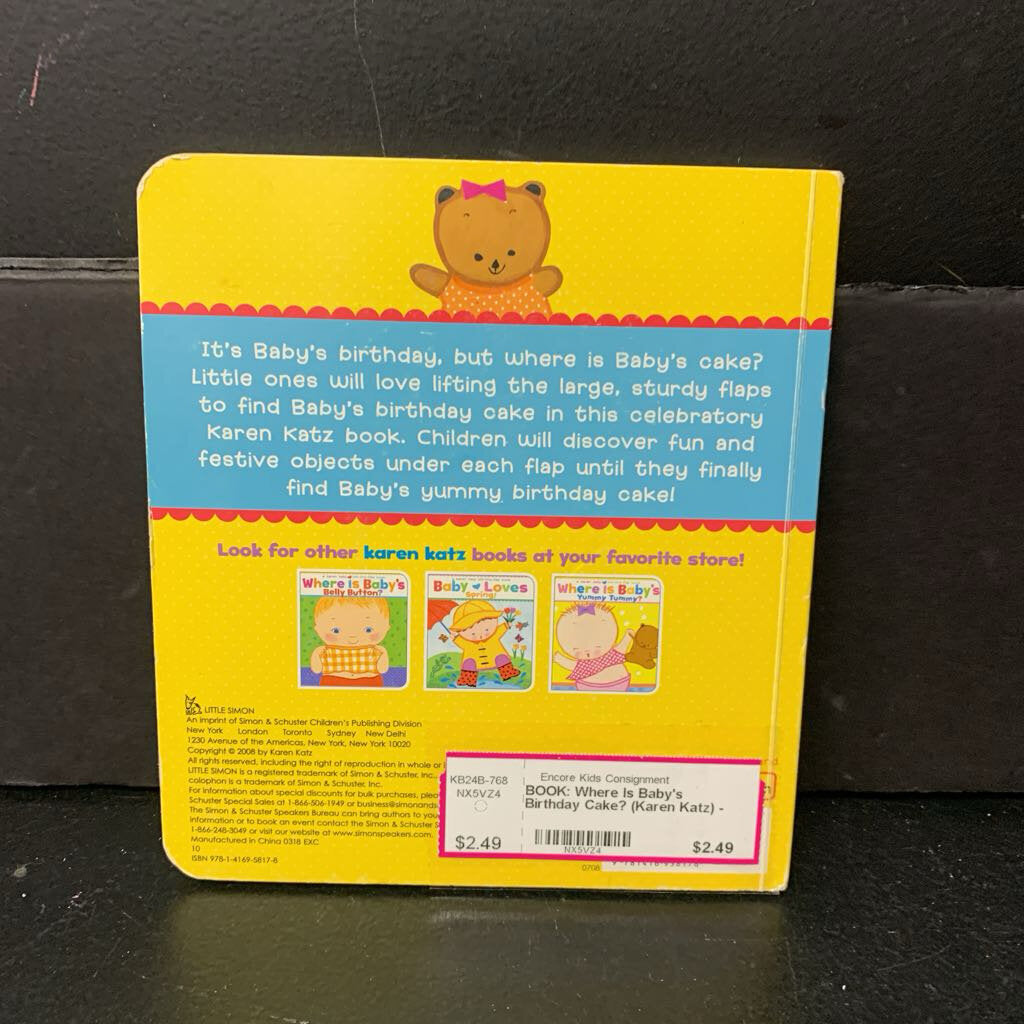 It's Baby's birthday, but where is Baby's cake?
Little ones will love lifting the large, sturdy flaps
to find Baby's birthday cake in this celebratory
Karen Katz book. Children will discover fun and
festive objects under each flap until they finally
find Baby's yummy birthday cake!
Look for other karen katz books at your favorite store!
Where Is Baby's
Belly Button?
Baby Loves
Spring!
Where Is Baby's
Yummy Tummy?
LITTLE SIMON
An imprint of Simon & Schuster Children's Publishing Division
New York London Toronto Sydney New Delhi
1230 Avenue of the Americas, New York, New York 10020
Copyright © 2008 by Karen Katz
All rights reserved, including the right of reproduction in whole or
LITTLE SIMON is a registered trademark of Simon & Schuster, Inc.,
colophon is a trademark of Simon & Schuster, Inc.
For information about special discounts for bulk purchases,
Schuster Special Sales at 1-866-506-1949 or
The Simon & Schuster Speakers Bureau can bring authors to
information or to book an event contact the Simon & Schuster
1-866-248-3049 or visit our website at www.simonspeakers.com.
Manufactured in China 0318 EXC
10
ISBN 978-1-4169-5817-8
KB24B-768
NX5VZ4
$2.49
Encore Kids Consignment
BOOK: Where Is Baby's
Birthday Cake? (Karen Katz) -
NX5VZ4
$2.49
0708